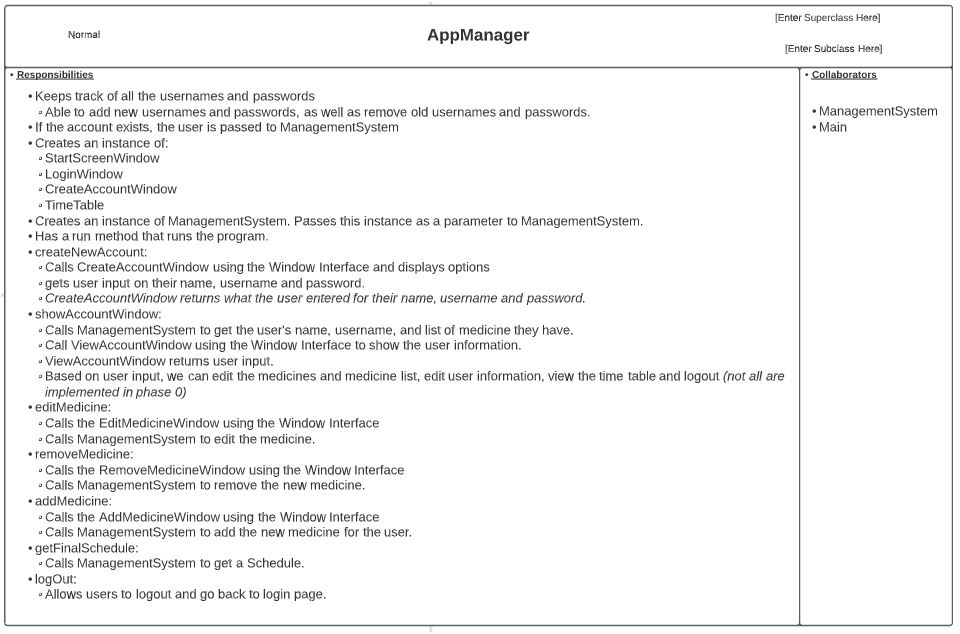 Normal
AppManager
[Enter Superclass Here]
[Enter Subclass Here]
• Responsibilities
• Keeps track of all the usernames and passwords
◦ Able to add new usernames and passwords, as well as remove old usernames and passwords.
• If the account exists, the user is passed to ManagementSystem
• Creates an instance of:
◦ StartScreenWindow
◦ LoginWindow
◦ CreateAccountWindow
◦ TimeTable
• Creates an instance of ManagementSystem. Passes this instance as a parameter to ManagementSystem.
• Has a run method that runs the program.
• createNewAccount:
◦ Calls CreateAccountWindow using the Window Interface and displays options
◦ gets user input on their name, username and password.
◦ CreateAccountWindow returns what the user entered for their name, username and password.
• showAccountWindow:
◦ Calls ManagementSystem to get the user's name, username, and list of medicine they have.
◦ Call ViewAccountWindow using the Window Interface to show the user information.
◦ ViewAccountWindow returns user input.
◦ Based on user input, we can edit the medicines and medicine list, edit user information, view the time table and logout (not all are
implemented in phase 0)
• editMedicine:
◦ Calls the EditMedicineWindow using the Window Interface
◦ Calls ManagementSystem to edit the medicine.
• removeMedicine:
◦ Calls the RemoveMedicineWindow using the Window Interface
◦ Calls ManagementSystem to remove the new medicine.
• addMedicine:
◦ Calls the AddMedicineWindow using the Window Interface
◦ Calls ManagementSystem to add the new medicine for the user.
• getFinalSchedule:
◦ Calls ManagementSystem to get a Schedule.
• logOut:
◦ Allows users to logout and go back to login page.
• Collaborators
• ManagementSystem
• Main